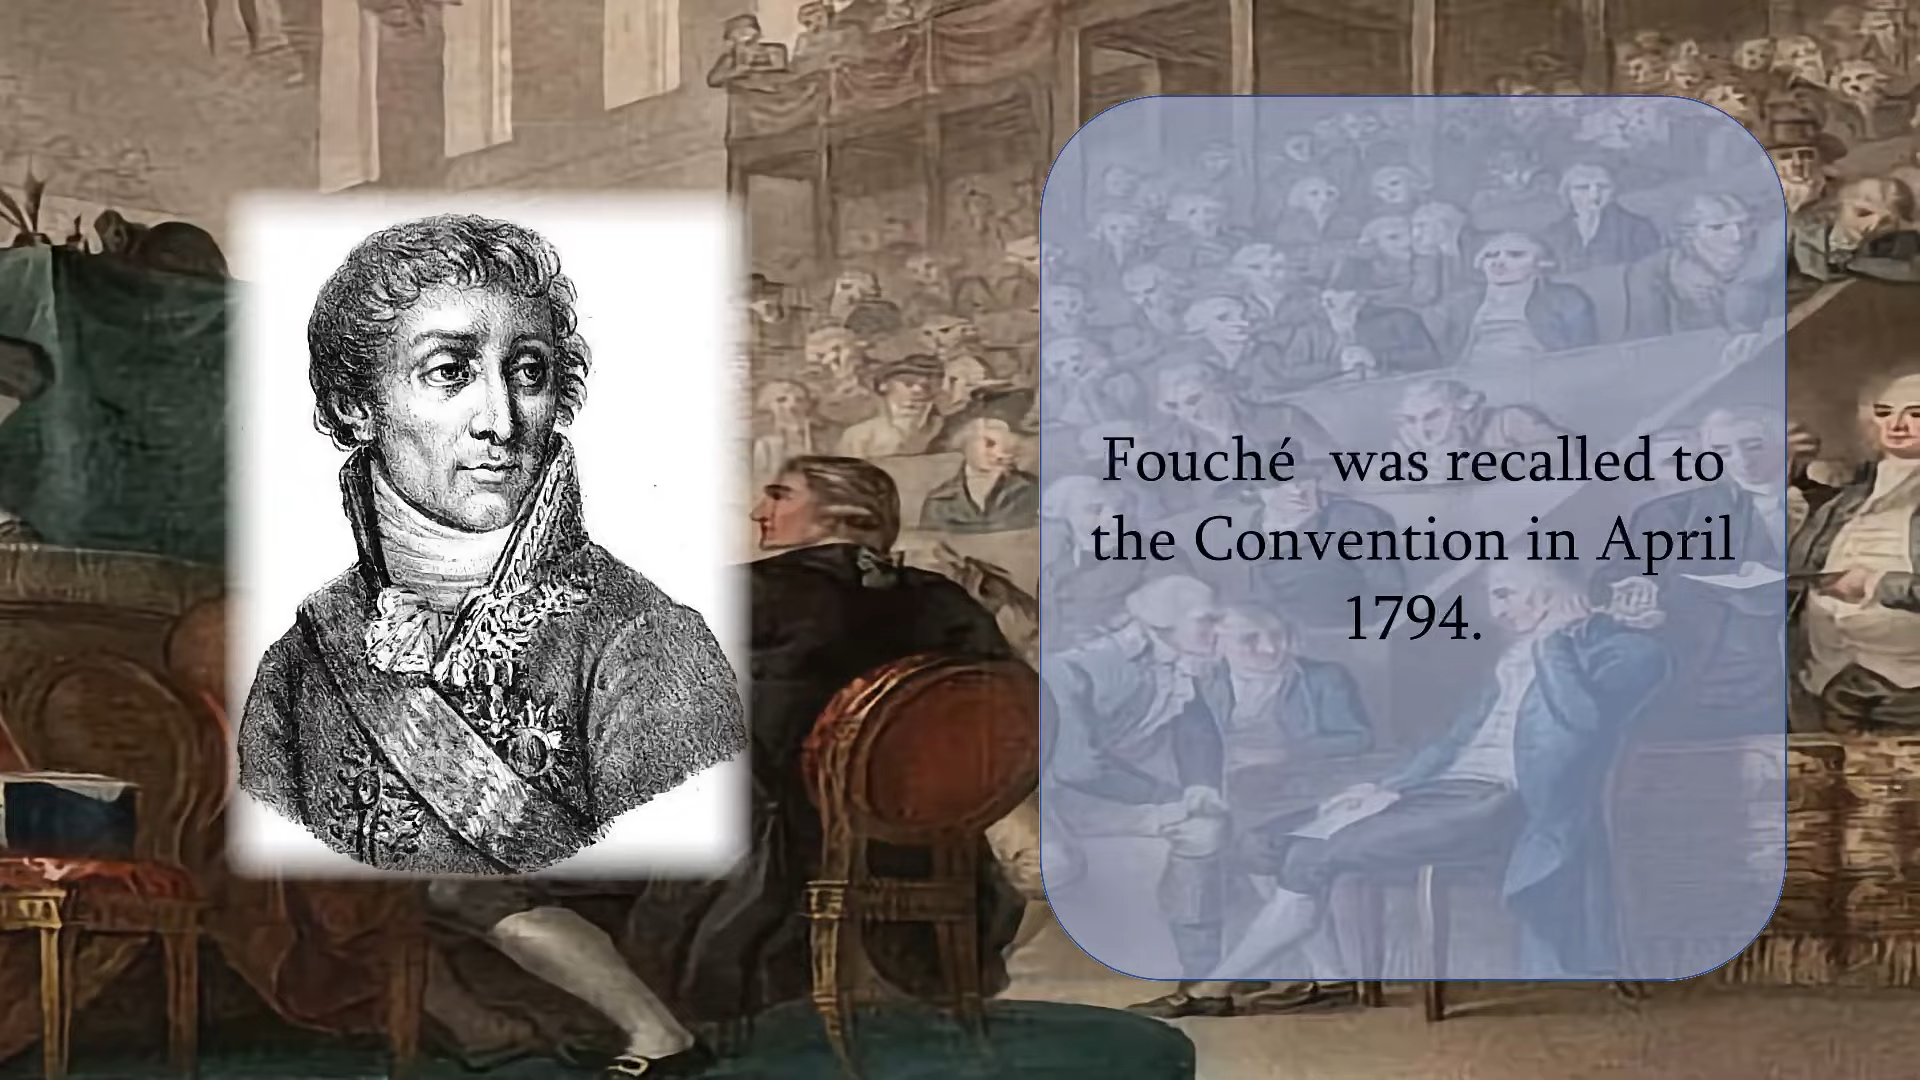 Fouché  was recalled to
the Convention in April
1794.